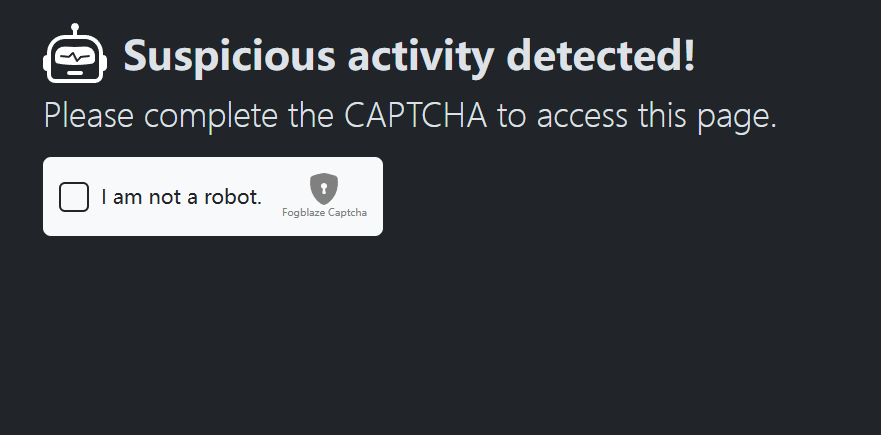 Suspicious activity detected!
Please complete the CAPTCHA to access this page.
I am not a robot.
Fogblaze Captcha